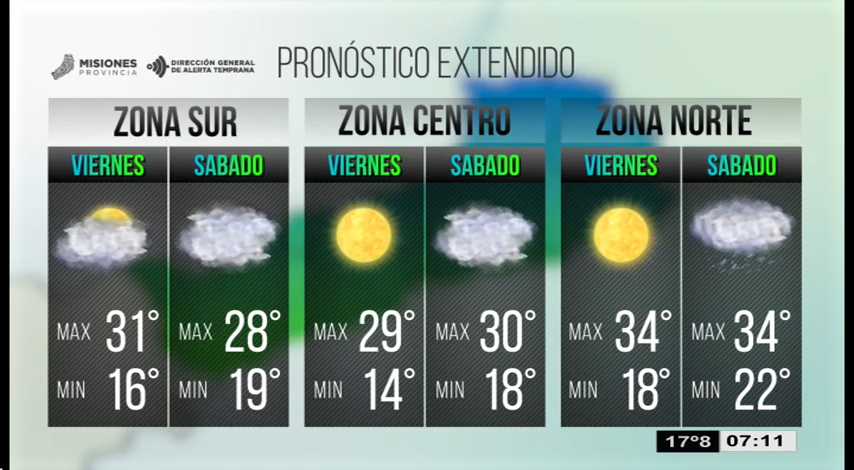 MISIONES
PROVINCIA
DIRECCIÓN GENERAL
DE ALERTA TEMPRANA
PRONÓSTICO EXTENDIDO
ZONA SUR
VIERNES SABADO
MAX 31° MAX 28°
MIN 16° MIN 19°
ZONA CENTRO
VIERNES SABADO
MAX 29° MAX 30°
MIN 14° MIN 18°
ZONA NORTE
VIERNES SABADO
MAX 34° MAX 34°
MIN 18° MIN 22°
17°8 07:11